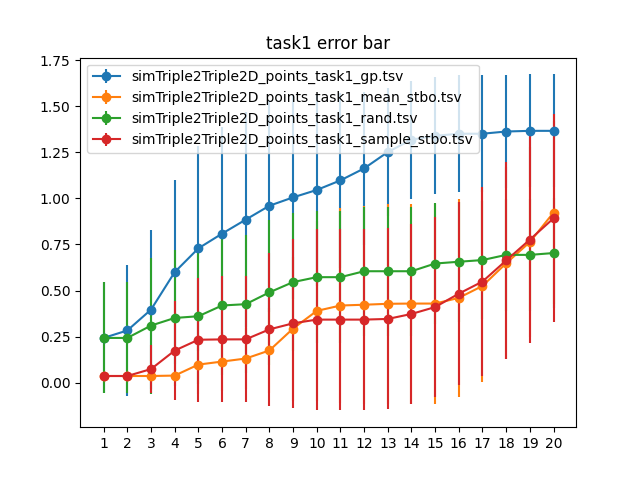 task1 error bar
simTriple2Triple2D_points_task1_gp.tsv
simTriple2Triple2D_points_task1_mean_stbo.tsv
simTriple2Triple2D_points_task1_rand.tsv
simTriple2Triple2D_points_task1_sample_stbo.tsv
1.75
1.50
1.25
1.00
0.75
0.50
0.25
0.00
1 2 3 4 5 6 7 8 9 10 11 12 13 14 15 16 17 18 19 20